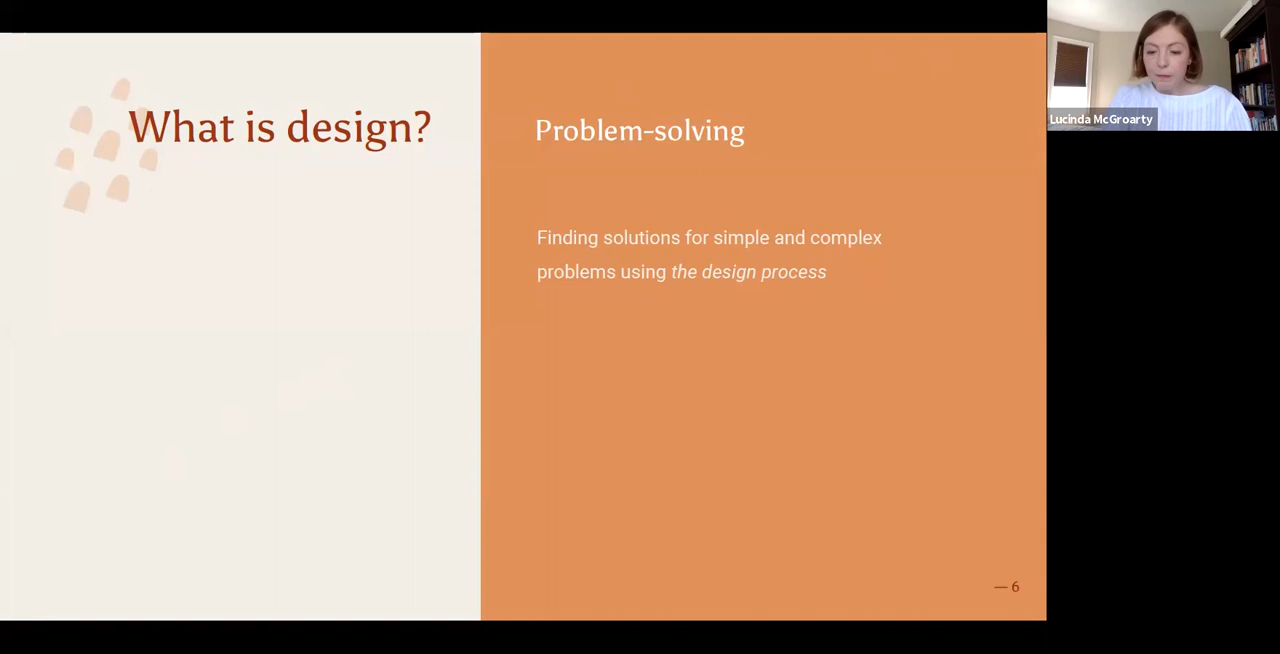 What is design?
Problem-solving
Finding solutions for simple and complex
problems using the design process
— 6
Lucinda McGroarty